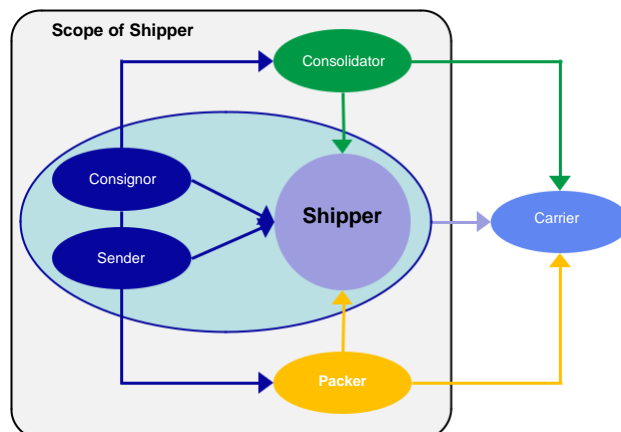 Scope of Shipper
Consolidator
Consignor
Shipper
Carrier
Sender
Packer